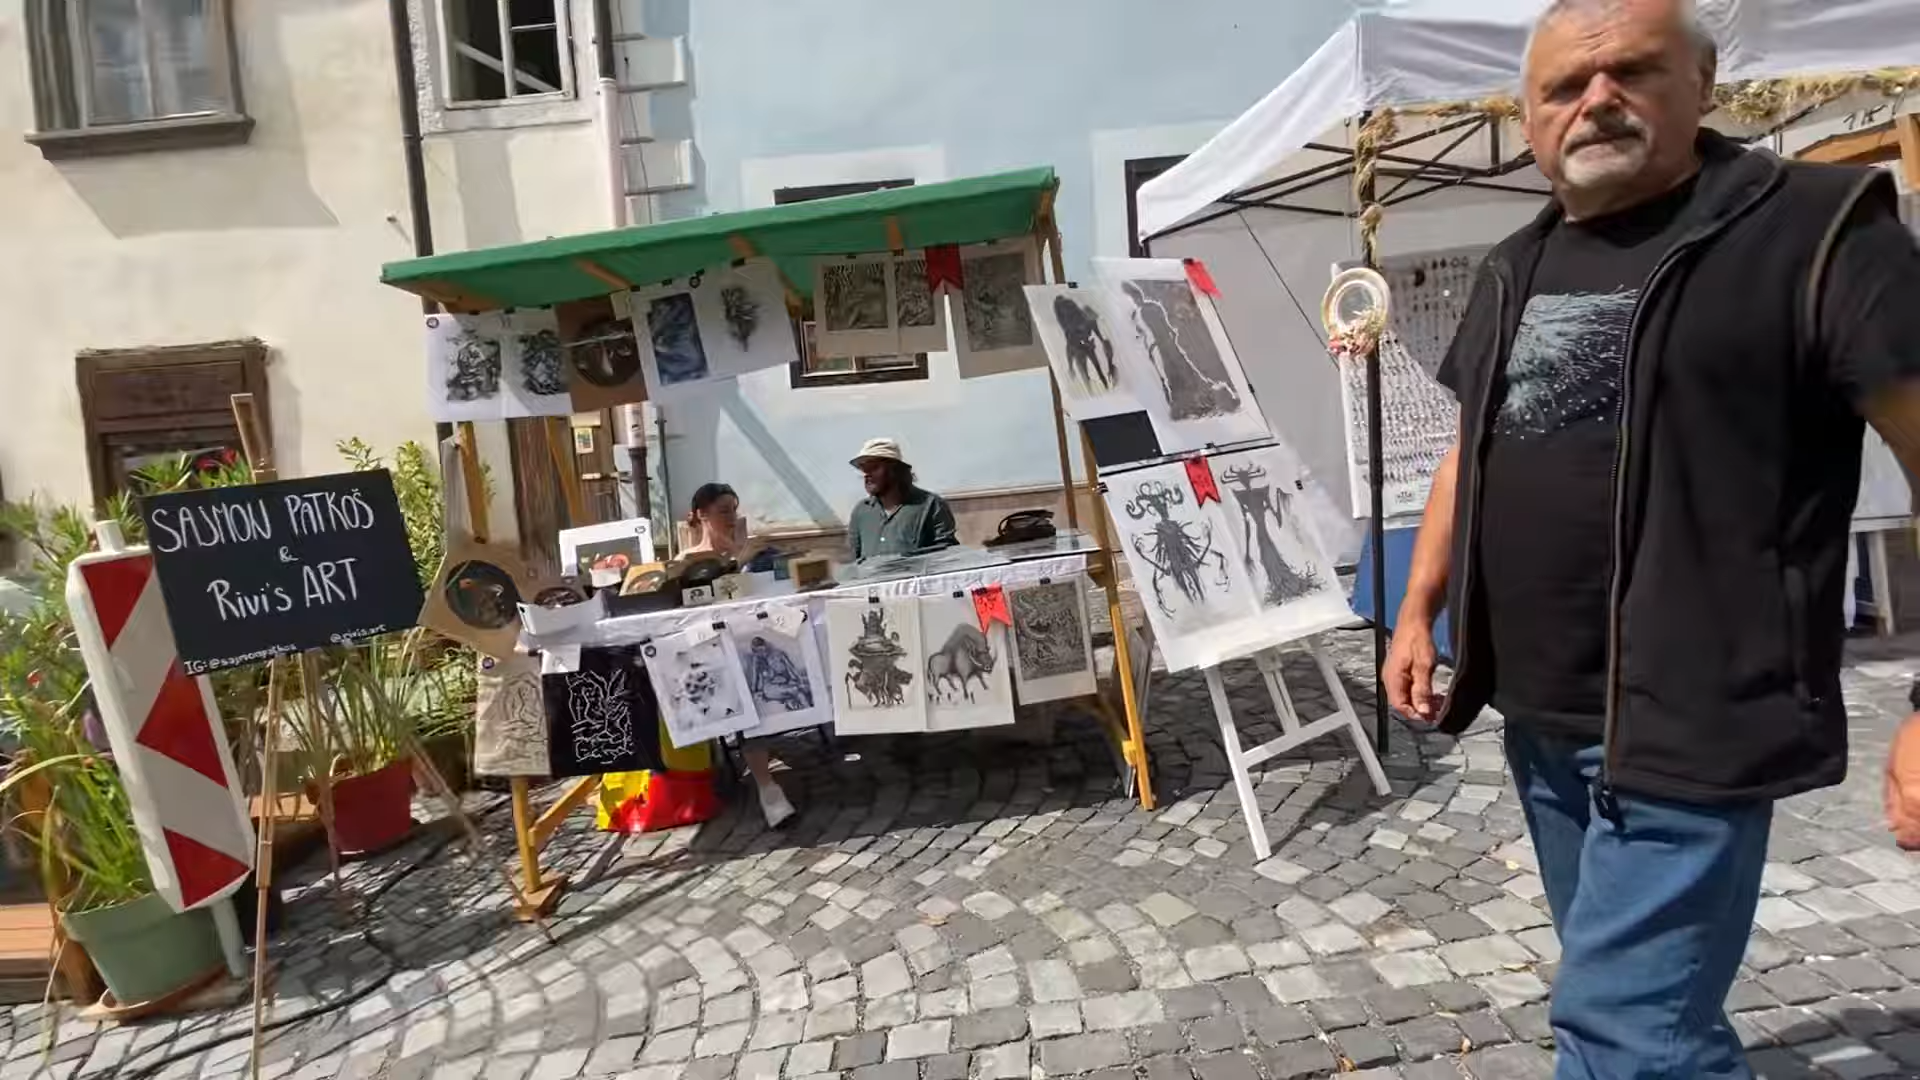 SAJMON PATKOŠ
&
Rivi's ART
@rivis.art
IG:@sajmonpatkos